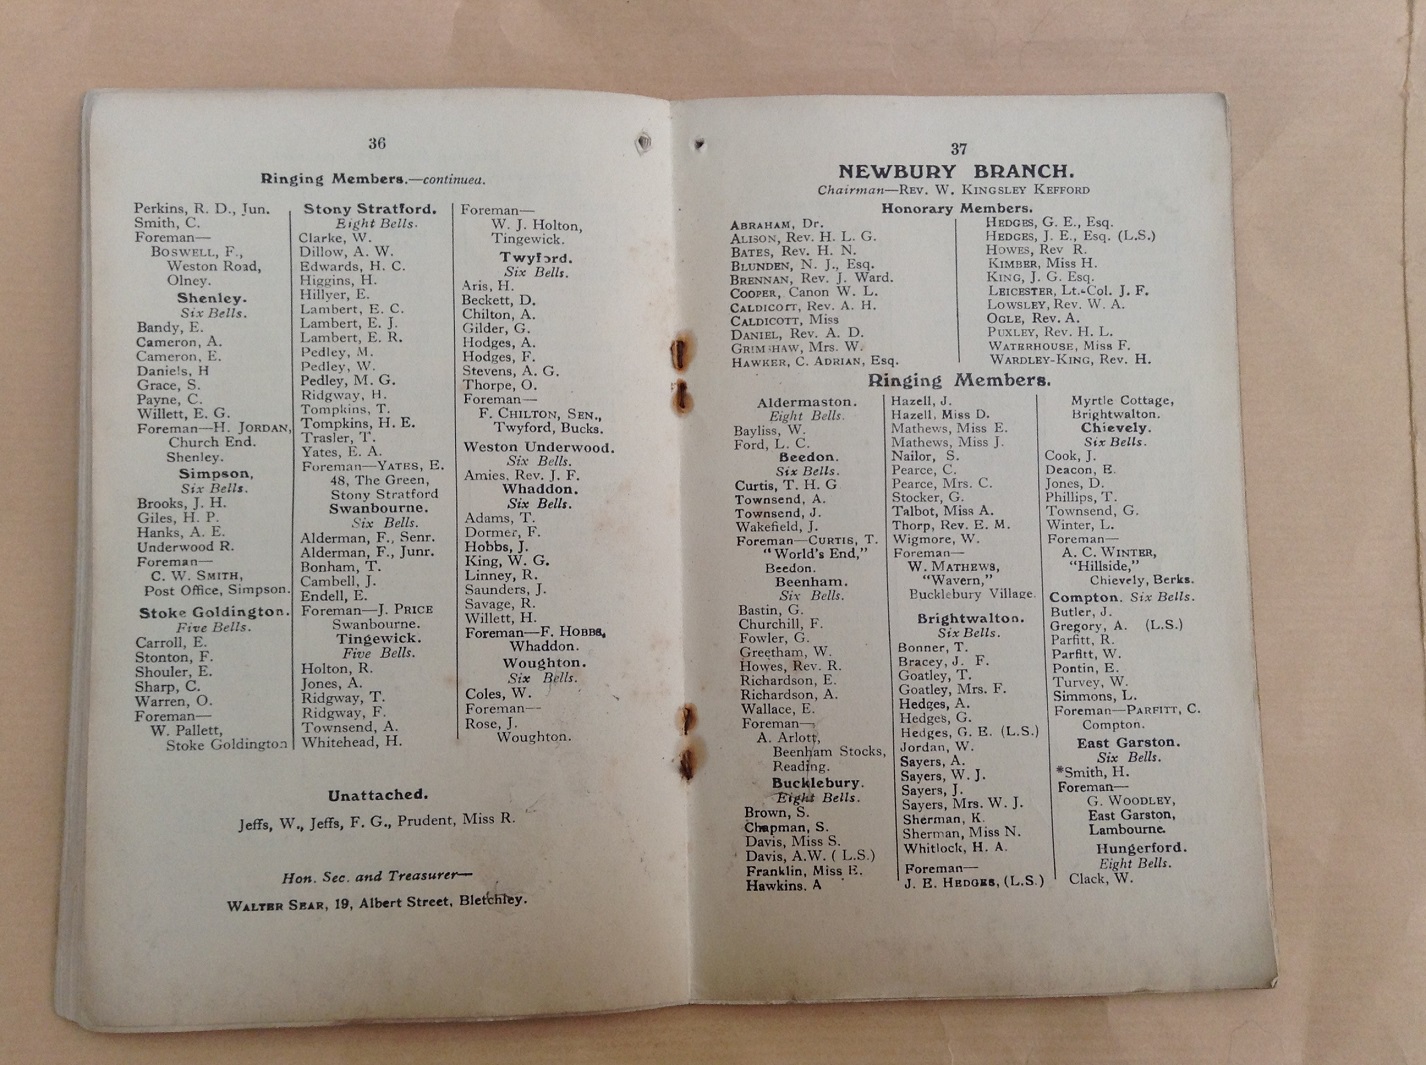 36
Ringing Members.—continued.
Perkins, R. D., Jun.
Smith, C.
Foreman—
BOSWELL, F.,
Weston Road,
Olney.
Shenley.
Six Bells.
Bandy, E.
Cameron, A.
Cameron, E.
Daniels, H
Grace, S.
Payne, C.
Willett, E. G.
Foreman—H. JORDAN,
Church End.
Shenley.
Simpson,
Six Bells.
Brooks, J. H.
Giles, H. P.
Hanks, A. E.
Underwood R.
Foreman—
C. W. SMITH,
Post Office, Simpson.
Stoke Goldington.
Five Bells.
Carroll, E.
Stonton, F.
Shouler, E.
Sharp, C.
Warren, O.
Foreman—
W. Pallett,
Stoke Goldington
Stony Stratford.
Eight Bells.
Clarke, W.
Dillow, A. W.
Edwards, H. C.
Higgins, H.
Hillyer, E.
Lambert, E. C.
Lambert, E. J.
Lambert, E. R.
Pedley, M.
Pedley, W.
Pedley, M. G.
Ridgway, H.
Tompkins, T.
Tompkins, H. E.
Trasler, T.
Yates, E. A.
Foreman—YATES, E.
48, The Green,
Stony Stratford
Swanbourne.
Six Bells.
Alderman, F., Senr.
Alderman, F., Junr.
Bonham, T.
Cambell, J.
Endell, E.
Foreman—J. PRICE
Swanbourne.
Tingewick.
Five Bells.
Holton, R.
Jones, A.
Ridgway, T.
Ridgway, F.
Townsend, A.
Whitehead, H.
Foreman—
W. J. Holton,
Tingewick.
Twyford.
Six Bells.
Aris, H.
Beckett, D.
Chilton, A.
Gilder, G.
Hodges, A.
Hodges, F.
Stevens, A. G.
Thorpe, O.
Foreman—
F. CHILTON, SEN.,
Twyford, Bucks.
Weston Underwood.
Six Bells.
Amies, Rev. J. F.
Whaddon.
Six Bells.
Adams, T.
Dormer, F.
Hobbs, J.
King, W. G.
Linney, R.
Saunders, J.
Savage, R.
Willett, H.
Foreman—F. HOBBS,
Whaddon.
Woughton.
Six Bells.
Coles, W.
Foreman—
Rose, J.
Woughton.
Unattached.
Jeffs, W., Jeffs, F. G., Prudent, Miss R.
Hon. Sec. and Treasurer—
WALTER SEAR, 19, Albert Street, Bletchley.
37
NEWBURY BRANCH.
Chairman—REV. W. KINGSLEY KEFFORD
Honorary Members.
ABRAHAM, Dr.
ALISON, Rev. H. L. G.
BATES, Rev. H. N.
BLUNDEN, N. J., Esq.
BRENNAN, Rev. J. Ward.
COOPER, Canon W. L.
CALDICOTT, Rev. A. H.
CALDICOTT, Miss
DANIEL, Rev. A. D.
GRIMSHAW, Mrs. W.
HAWKER, C. ADRIAN, Esq.
HEDGES, G. E., Esq.
HEDGES, J. E., Esq. (L.S.)
HOWES, Rev R.
KIMBER, Miss H.
KING, J. G. Esq.
LEICESTER, Lt.-Col. J. F.
LOWSLEY, Rev. W. A.
OGLE, Rev. A.
PUXLEY, Rev. H. L.
WATERHOUSE, Miss F.
WARDLEY-KING, Rev. H.
Ringing Members.
Aldermaston.
Eight Bells.
Bayliss, W.
Ford, L. C.
Beedon.
Six Bells.
Curtis, T. H. G
Townsend, A.
Townsend, J.
Wakefield, J.
Foreman—CURTIS, T.
"World's End,"
Beedon.
Beenham.
Six Bells.
Bastin, G.
Churchill, F.
Fowler, G.
Greetham, W.
Howes, Rev. R.
Richardson, E.
Richardson, A.
Wallace, E.
Foreman—
A. Arlott,
Beenham Stocks,
Reading.
Bucklebury.
Eight Bells.
Brown, S.
Chapman, S.
Davis, Miss S.
Davis, A.W. ( L.S.)
Franklin, Miss E.
Hawkins. A
Hazell, J.
Hazell, Miss D.
Mathews, Miss E.
Mathews, Miss J.
Nailor, S.
Pearce, C.
Pearce, Mrs. C.
Stocker, G.
Talbot, Miss A.
Thorp, Rev. E. M.
Wigmore, W.
Foreman—
W. MATHEWS,
"Wavern,"
Bucklebury Village.
Brightwalton.
Six Bells.
Bonner, T.
Bracey, J. F.
Goatley, T.
Goatley, Mrs. F.
Hedges, A.
Hedges, G.
Hedges, G. E. (L.S.)
Jordan, W.
Sayers, A.
Sayers, W. J.
Sayers, J.
Sayers, Mrs. W. J.
Sherman, K.
Sherman, Miss N.
Whitlock, H. A.
Foreman—
J. E. HEDGES, (L.S.)
Myrtle Cottage,
Brightwalton.
Chievely.
Six Bells.
Cook, J.
Deacon, E.
Jones, D.
Phillips, T.
Townsend, G.
Winter, L.
Foreman—
A. C. WINTER,
"Hillside,"
Chievely, Berks.
Compton. Six Bells.
Butler, J.
Gregory, A. (L.S.)
Parfitt, R.
Parfitt, W.
Pontin, E.
Turvey, W.
Simmons, L.
Foreman—PARFITT, C.
Compton.
East Garston.
Six Bells.
*Smith, H.
Foreman—
G. WOODLEY,
East Garston,
Lambourne.
Hungerford.
Eight Bells.
Clack, W.